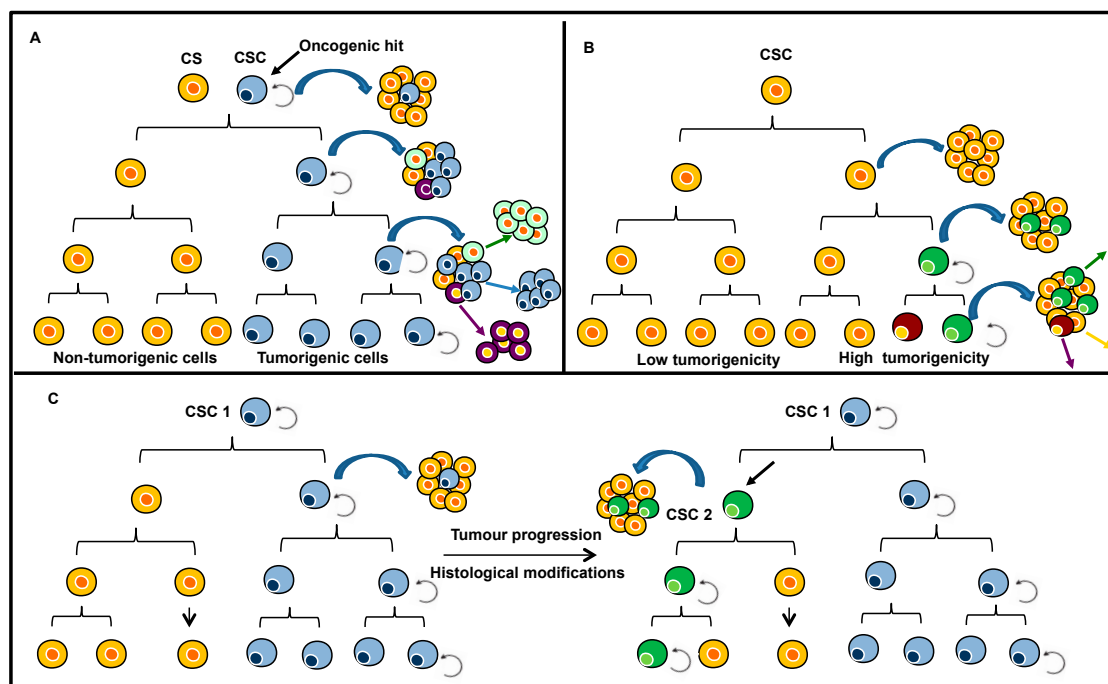 A
Oncogenic hit
CS CSC
Non-tumorigenic cells Tumorigenic cells
B
CSC
Low tumorigenicity High tumorigenicity
C
CSC 1
Tumour progression
Histological modifications
CSC 1
CSC 2